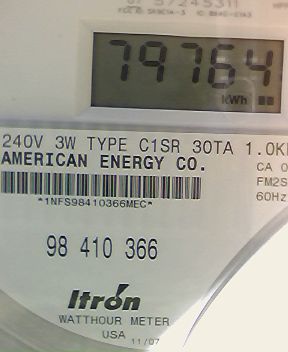 79764
kWh
240V 3W TYPE C1SR 30TA 1.0K
AMERICAN ENERGY CO.
CA 0
FM2S
60Hz
*1NFS98410366MEC*
98 410 366
Itron
WATTHOUR METER
USA 11/07